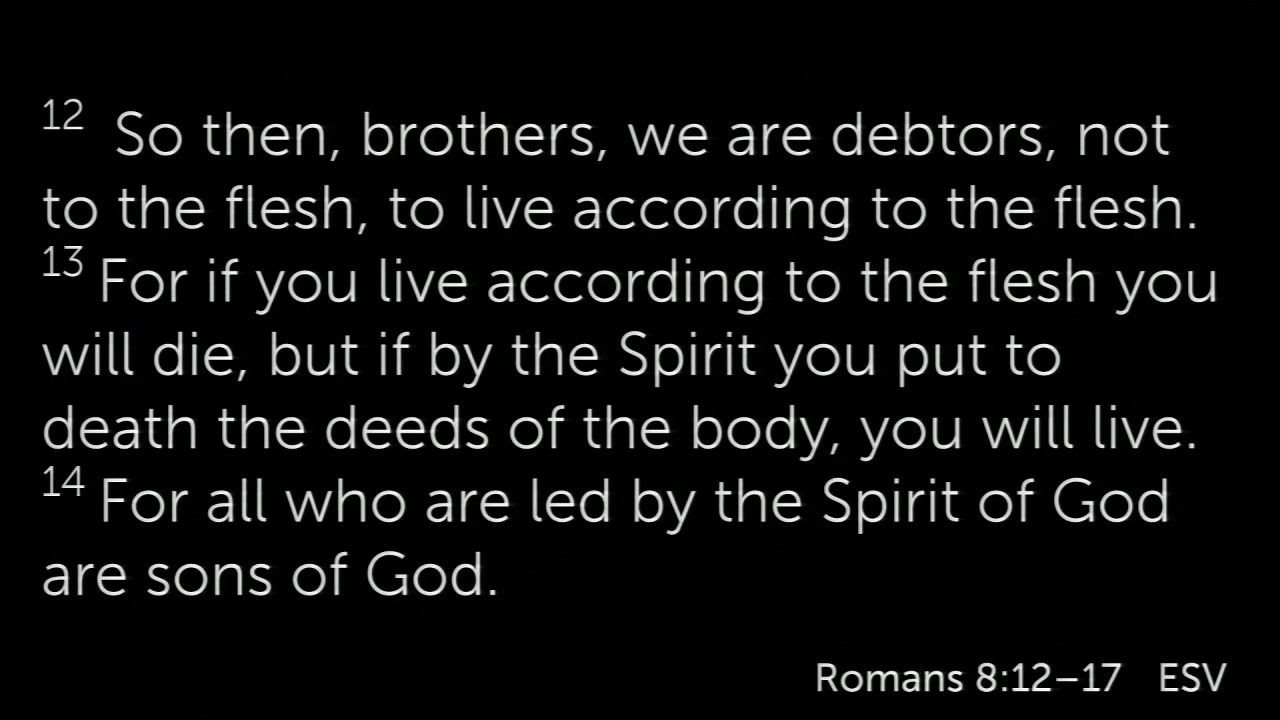 12 So then, brothers, we are debtors, not
to the flesh, to live according to the flesh.
13 For if you live according to the flesh you
will die, but if by the Spirit you put to
death the deeds of the body, you will live.
14 For all who are led by the Spirit of God
are sons of God.
Romans 8:12–17 ESV